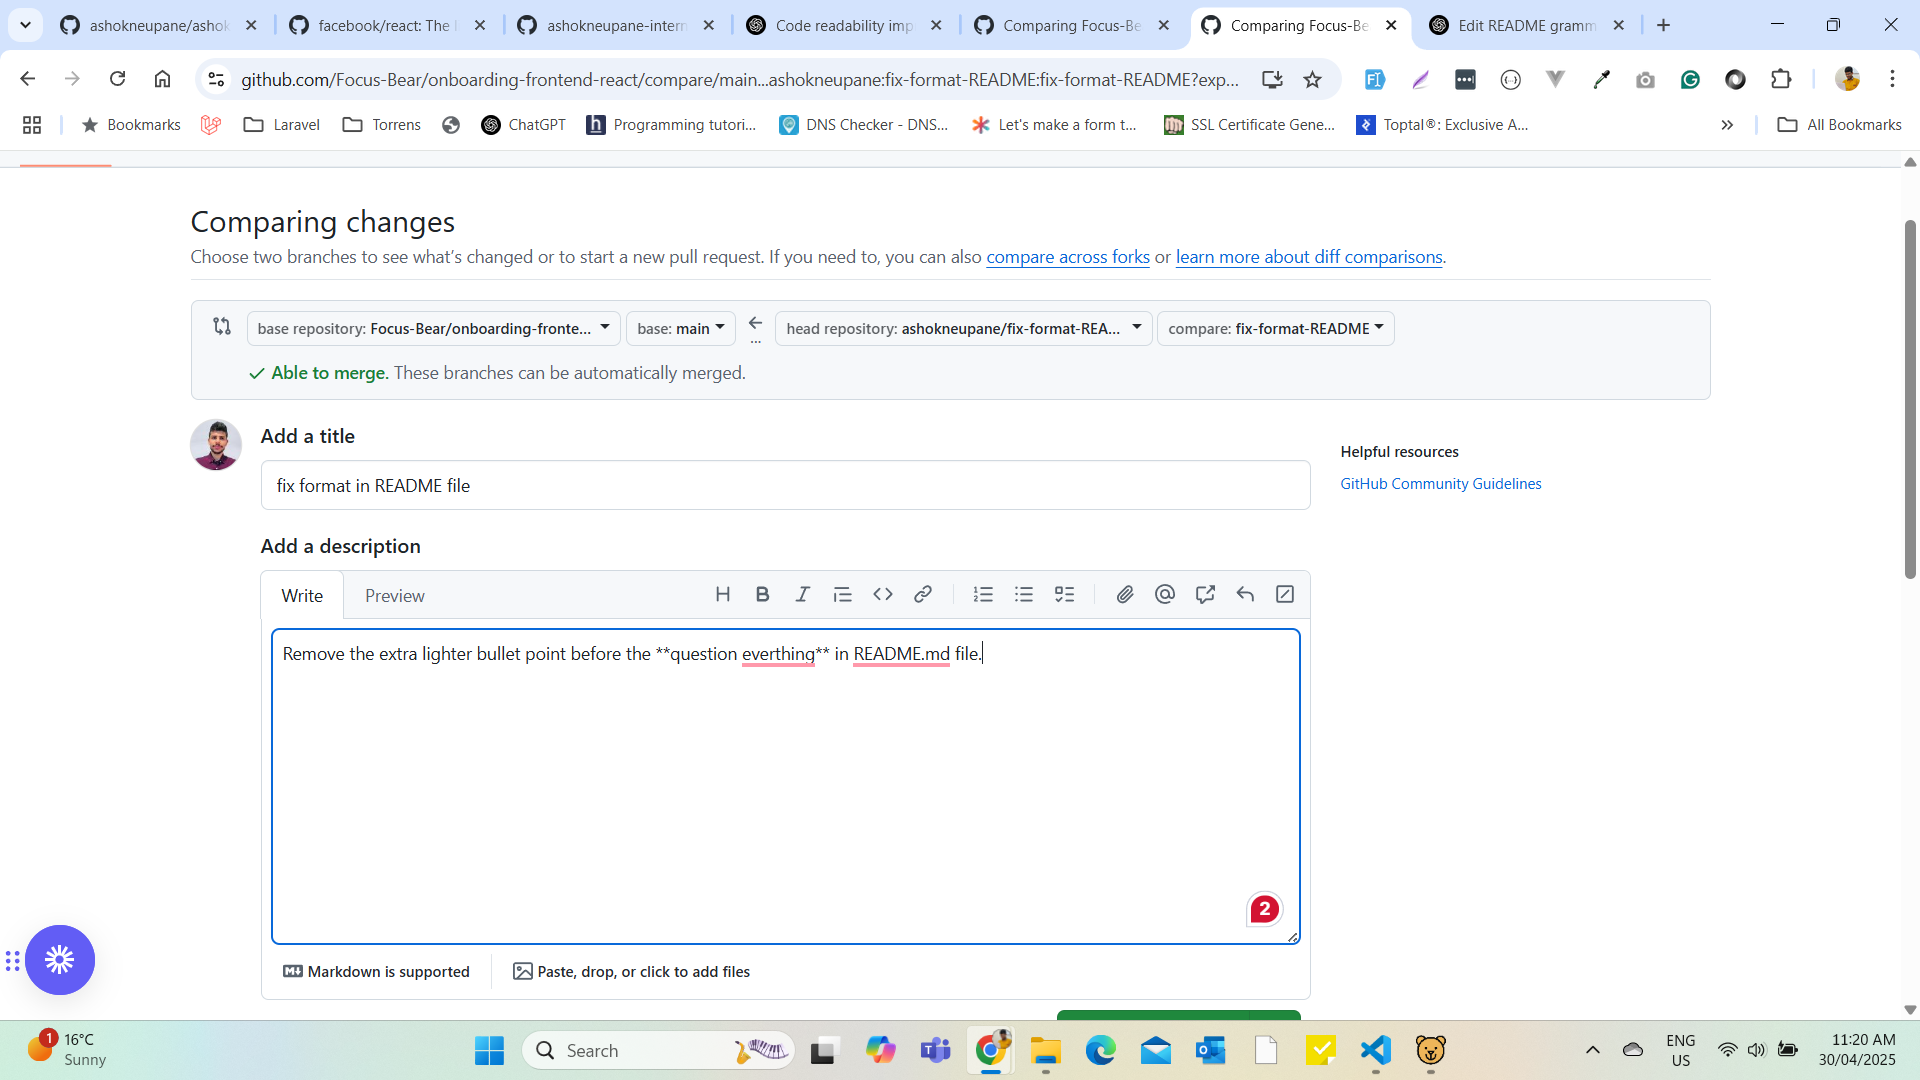 ashokneupane/ashok
facebook/react: The
ashokneupane-intern
Code readability imp
Comparing Focus-Be
Comparing Focus-Be
Edit README gramm
github.com/Focus-Bear/onboarding-frontend-react/compare/main...ashokneupane:fix-format-README:fix-format-README?exp...
Bookmarks
Laravel
Torrens
ChatGPT
Programming tutori...
DNS Checker - DNS...
Let's make a form t...
SSL Certificate Gene...
Toptal®: Exclusive A...
All Bookmarks
Comparing changes
Choose two branches to see what's changed or to start a new pull request. If you need to, you can also compare across forks or learn more about diff comparisons.
base repository: Focus-Bear/onboarding-fronte...
base: main
...
head repository: ashokneupane/fix-format-REA...
compare: fix-format-README
Able to merge. These branches can be automatically merged.
Add a title
Helpful resources
fix format in README file
GitHub Community Guidelines
Add a description
Write
Preview
Remove the extra lighter bullet point before the **question everthing** in README.md file.
2
Markdown is supported
Paste, drop, or click to add files
1
16°C
Sunny
Search
ENG
US
11:20 AM
30/04/2025